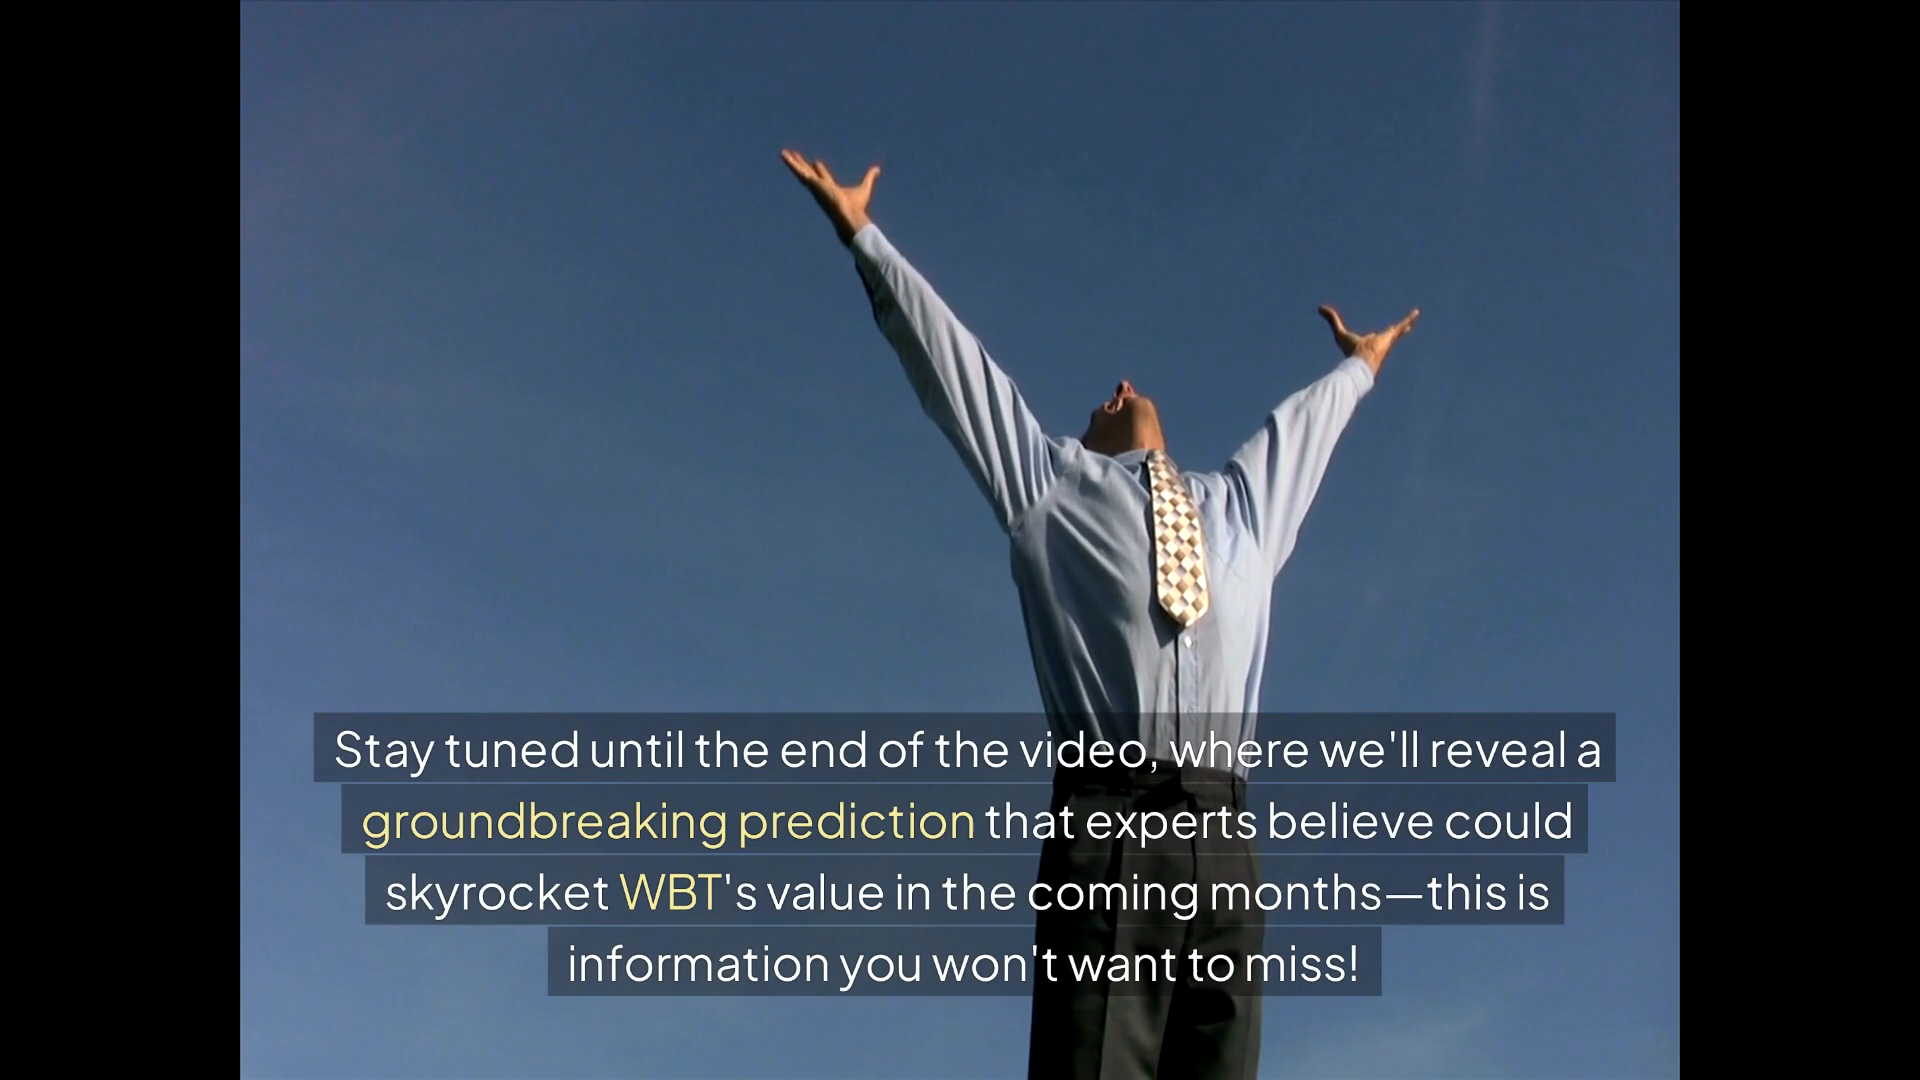 Stay tuned until the end of the video, where we'll reveal a
groundbreaking prediction that experts believe could
skyrocket WBT's value in the coming months—this is
information you won't want to miss!